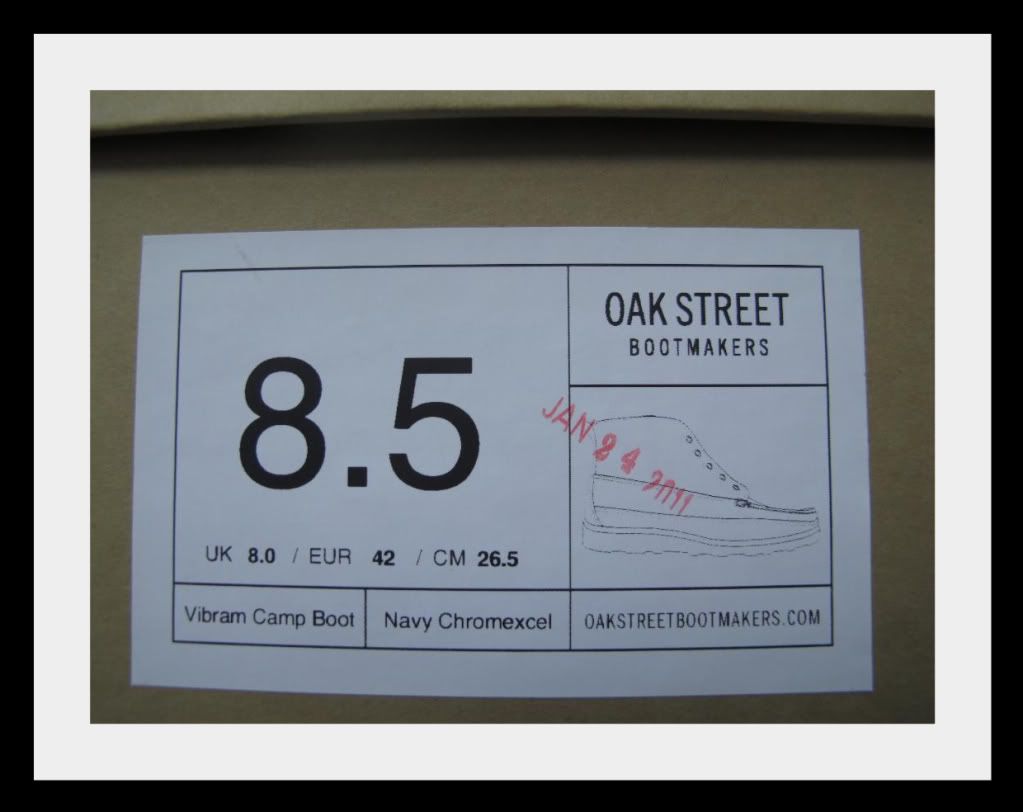 OAK STREET
BOOTMAKERS
8.5
JAN 24 2011
UK 8.0 / EUR 42 / CM 26.5
Vibram Camp Boot
Navy Chromexcel
OAKSTREETBOOTMAKERS.COM